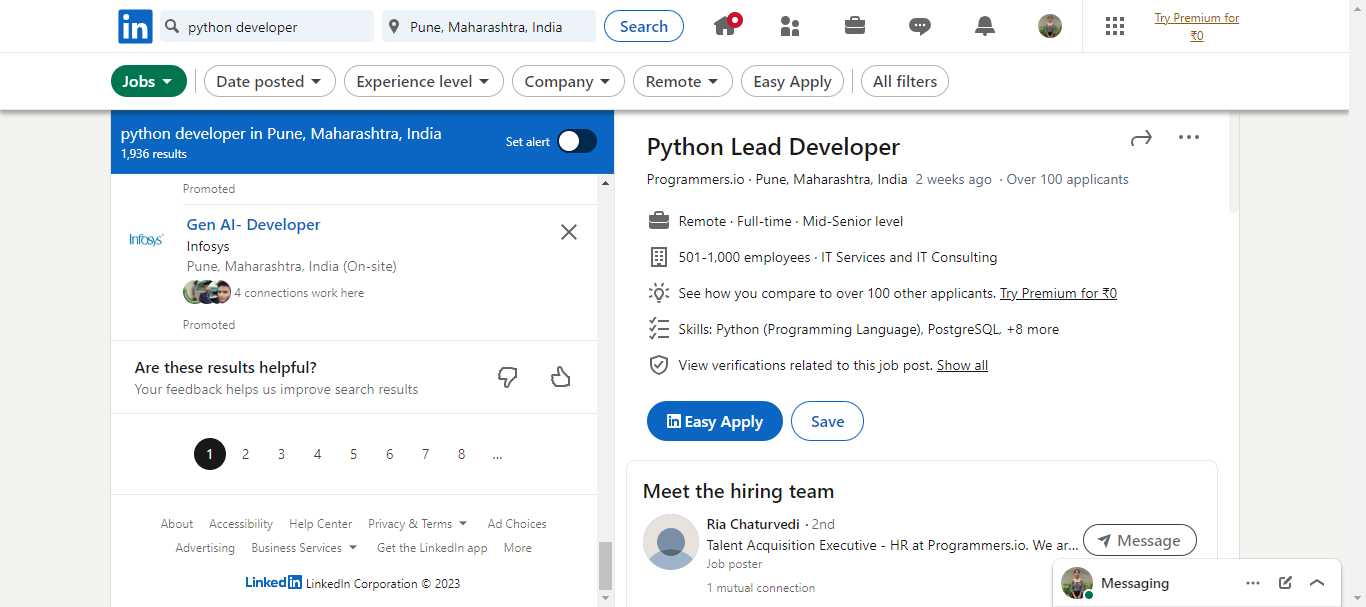 in python developer Pune, Maharashtra, India Search Try Premium for
₹0
Jobs Date posted Experience level Company Remote Easy Apply All filters
python developer in Pune, Maharashtra, India
1,936 results
Set alert
Promoted
Infosys
Gen AI- Developer
Infosys
Pune, Maharashtra, India (On-site)
4 connections work here
Promoted
Are these results helpful?
Your feedback helps us improve search results
1 2 3 4 5 6 7 8 ...
About Accessibility Help Center Privacy & Terms Ad Choices
Advertising Business Services Get the LinkedIn app More
LinkedIn LinkedIn Corporation © 2023
Python Lead Developer
Programmers.io · Pune, Maharashtra, India 2 weeks ago · Over 100 applicants
Remote · Full-time · Mid-Senior level
501-1,000 employees · IT Services and IT Consulting
See how you compare to over 100 other applicants. Try Premium for ₹0
Skills: Python (Programming Language), PostgreSQL, +8 more
View verifications related to this job post. Show all
in Easy Apply Save
Meet the hiring team
Ria Chaturvedi · 2nd
Talent Acquisition Executive - HR at Programmers.io. We ar...
Job poster
1 mutual connection
Message
Messaging